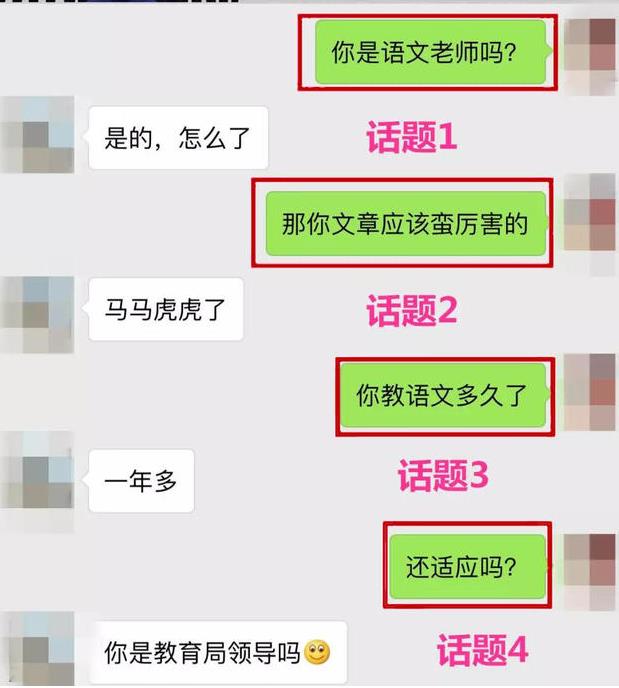 你是语文老师吗?
是的，怎么了
话题1
那你文章应该蛮厉害的
马马虎虎了
话题2
你教语文多久了
话题3
一年多
还适应吗?
你是教育局领导吗
话题4